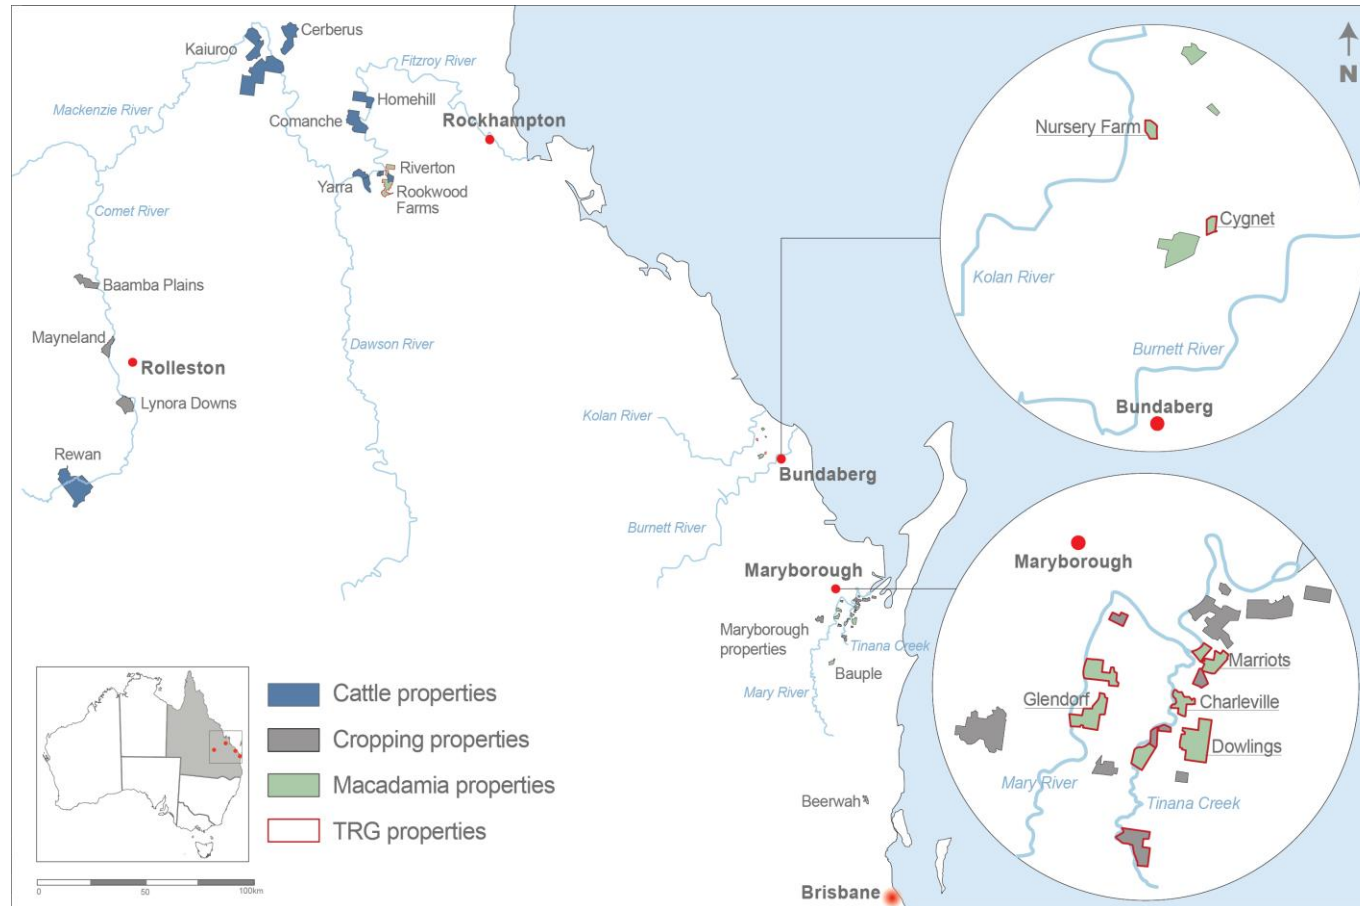 Cerberus
Kaiuroo
Fitzroy River
N
Mackenzie River
Homehill
Comanche
Rockhampton
Nursery Farm
Riverton
Yarra
Rookwood
Farms
Comet River
Cygnet
Kolan River
Baamba Plains
Mayneland
Dawson River
Burnett River
Rolleston
Lynora Downs
Bundaberg
Kolan River
Rewan
Bundaberg
Burnett River
Maryborough
Maryborough
Maryborough
properties
Tinana Creek
Bauple
Mary River
Marriots
Glendorf
Charleville
Dowlings
Mary River
Tinana Creek
Cattle properties
Cropping properties
Macadamia properties
TRG properties
Beerwah
0 50 100km
Brisbane